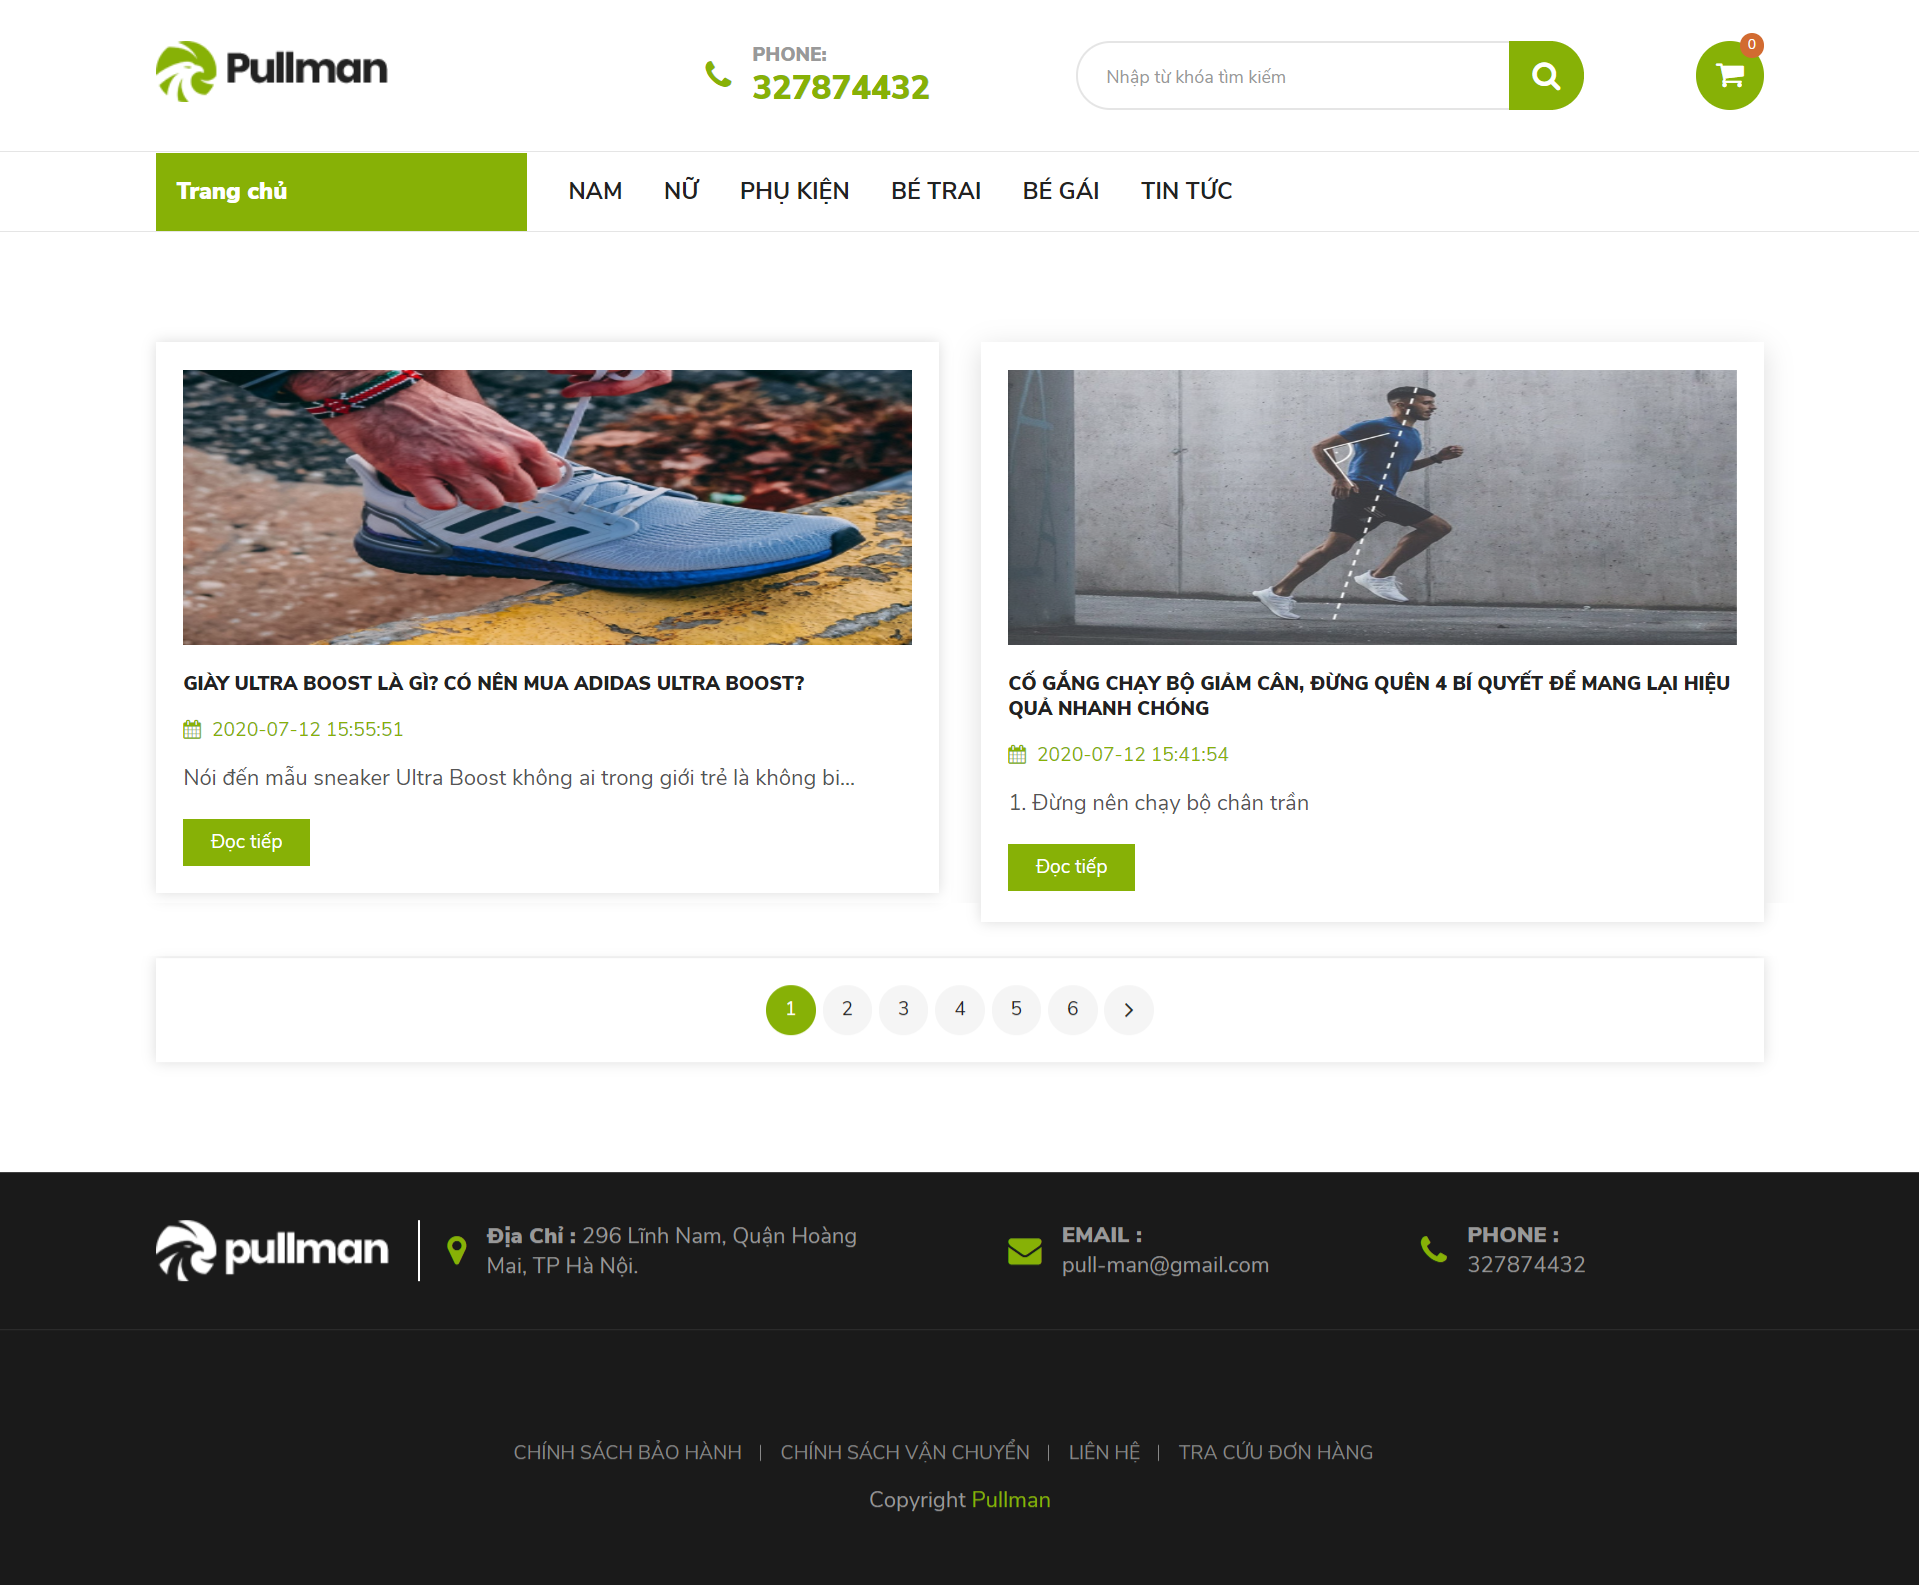 Pullman
PHONE:
327874432
Nhập từ khóa tìm kiếm
0
Trang chủ
NAM
NỮ
PHỤ KIỆN
BÉ TRAI
BÉ GÁI
TIN TỨC
GIÀY ULTRA BOOST LÀ GÌ? CÓ NÊN MUA ADIDAS ULTRA BOOST?
2020-07-12 15:55:51
Nói đến mẫu sneaker Ultra Boost không ai trong giới trẻ là không bi...
Đọc tiếp
CỐ GẮNG CHẠY BỘ GIẢM CÂN, ĐỪNG QUÊN 4 BÍ QUYẾT ĐỂ MANG LẠI HIỆU
QUẢ NHANH CHÓNG
2020-07-12 15:41:54
1. Đừng nên chạy bộ chân trần
Đọc tiếp
1 2 3 4 5 6
pullman
Địa Chỉ : 296 Lĩnh Nam, Quận Hoàng
Mai, TP Hà Nội.
EMAIL :
pull-man@gmail.com
PHONE :
327874432
CHÍNH SÁCH BẢO HÀNH | CHÍNH SÁCH VẬN CHUYỂN | LIÊN HỆ | TRA CỨU ĐƠN HÀNG
Copyright Pullman